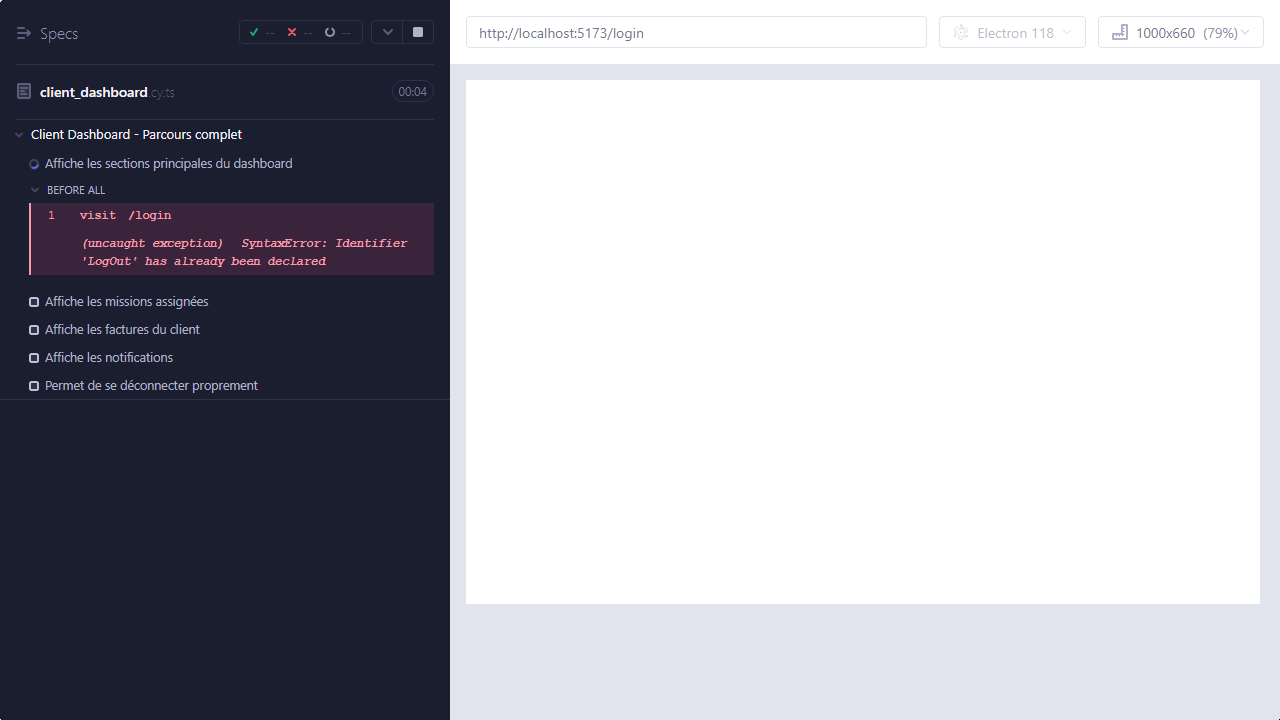 Specs
-- -- --
client_dashboard.cy.ts
00:04
Client Dashboard - Parcours complet
Affiche les sections principales du dashboard
BEFORE ALL
1 visit /login
(uncaught exception) SyntaxError: Identifier
'LogOut' has already been declared
Affiche les missions assignées
Affiche les factures du client
Affiche les notifications
Permet de se déconnecter proprement
http://localhost:5173/login
Electron 118
1000x660 (79%)